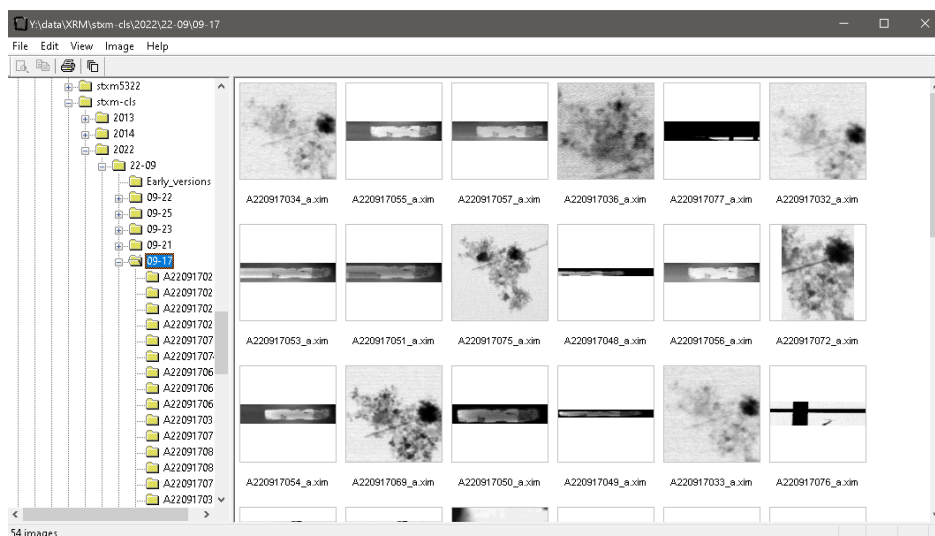 Y:\data\XRM\stxm-cls\2022\22-09\09-17
File Edit View Image Help
stxm5322
stxm-cls
2013
2014
2022
22-09
Early_versions
09-22
09-25
09-23
09-21
09-17
A22091702
A22091702
A22091702
A22091702
A22091707
A22091707
A22091706
A22091706
A22091706
A22091703
A22091707
A22091708
A22091708
A22091707
A22091703
A220917034_a.xim A220917055_a.xim A220917057_a.xim A220917036_a.xim A220917077_a.xim A220917032_a.xim
A220917053_a.xim A220917051_a.xim A220917075_a.xim A220917048_a.xim A220917056_a.xim A220917072_a.xim
A220917054_a.xim A220917069_a.xim A220917050_a.xim A220917049_a.xim A220917033_a.xim A220917076_a.xim
54 images